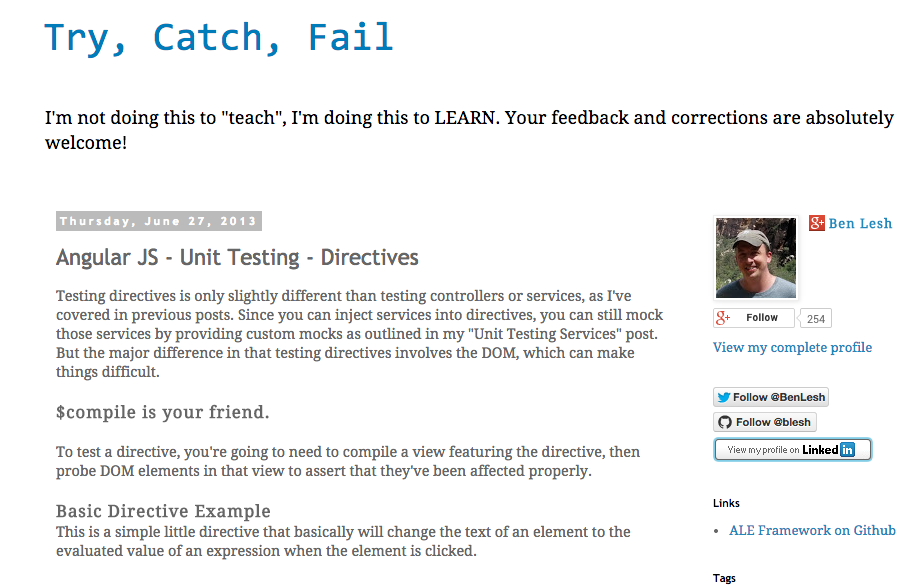 Try, Catch, Fail
I'm not doing this to "teach", I'm doing this to LEARN. Your feedback and corrections are absolutely
welcome!
Thursday, June 27, 2013
Angular JS - Unit Testing - Directives
Testing directives is only slightly different than testing controllers or services, as I've
covered in previous posts. Since you can inject services into directives, you can still mock
those services by providing custom mocks as outlined in my "Unit Testing Services" post.
But the major difference in that testing directives involves the DOM, which can make
things difficult.
$compile is your friend.
To test a directive, you're going to need to compile a view featuring the directive, then
probe DOM elements in that view to assert that they've been affected properly.
Basic Directive Example
This is a simple little directive that basically will change the text of an element to the
evaluated value of an expression when the element is clicked.
g+ Ben Lesh
g+ Follow 254
View my complete profile
Follow @BenLesh
Follow @blesh
View my profile on Linked in
Links
• ALE Framework on Github
Tags